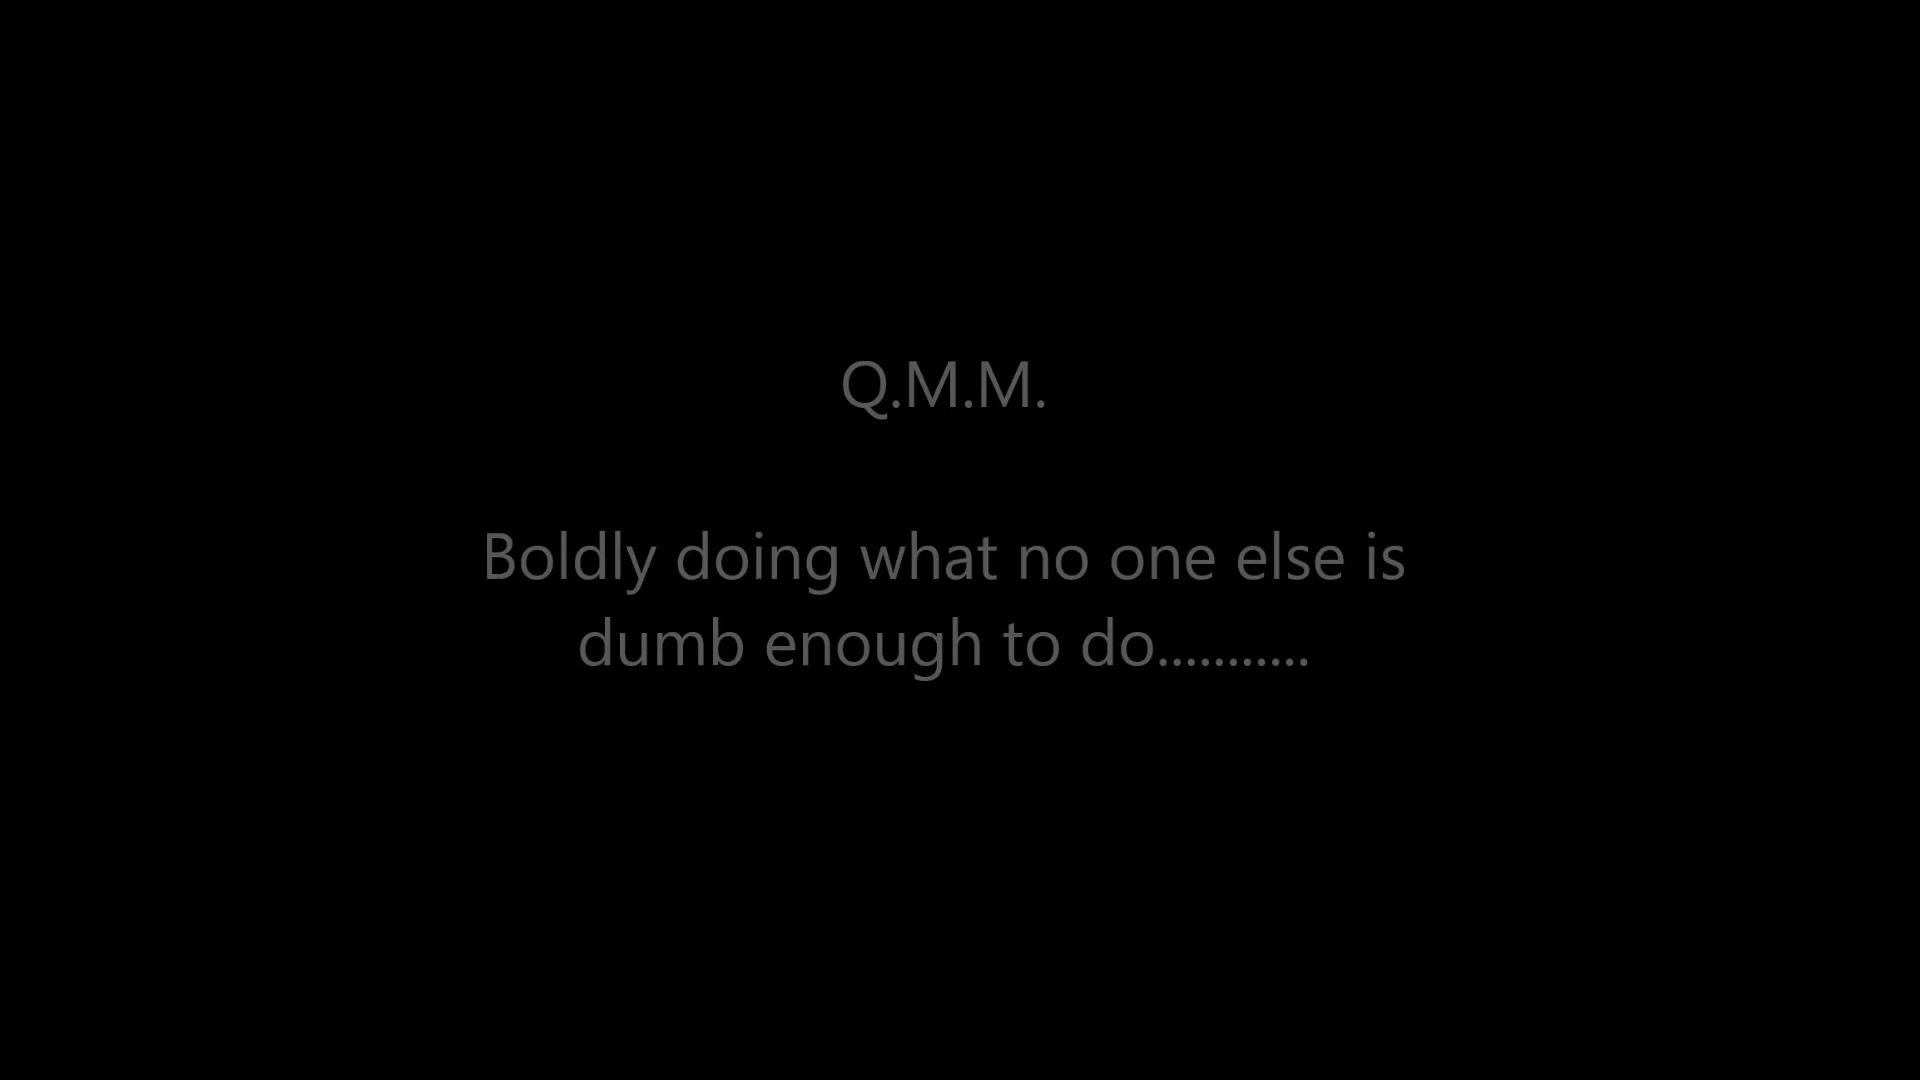 Q.M.M.
Boldly doing what no one else is
dumb enough to do...........